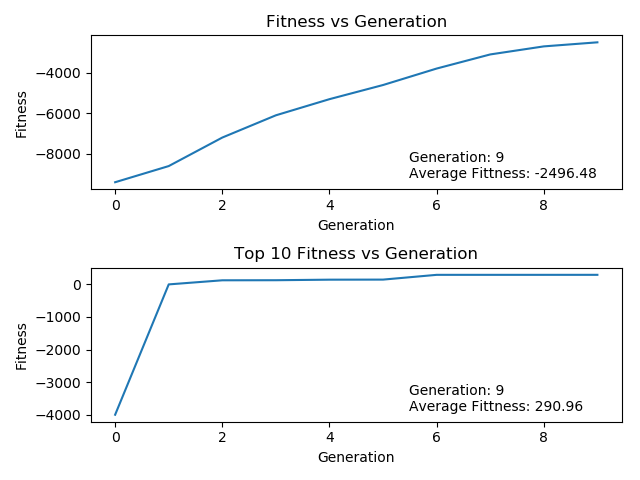 Fitness vs Generation
Fitness
−4000
−6000
−8000
Generation: 9
Average Fittness: -2496.48
0 2 4 6 8
Generation
Top 10 Fitness vs Generation
Fitness
0
−1000
−2000
−3000
−4000
Generation: 9
Average Fittness: 290.96
0 2 4 6 8
Generation